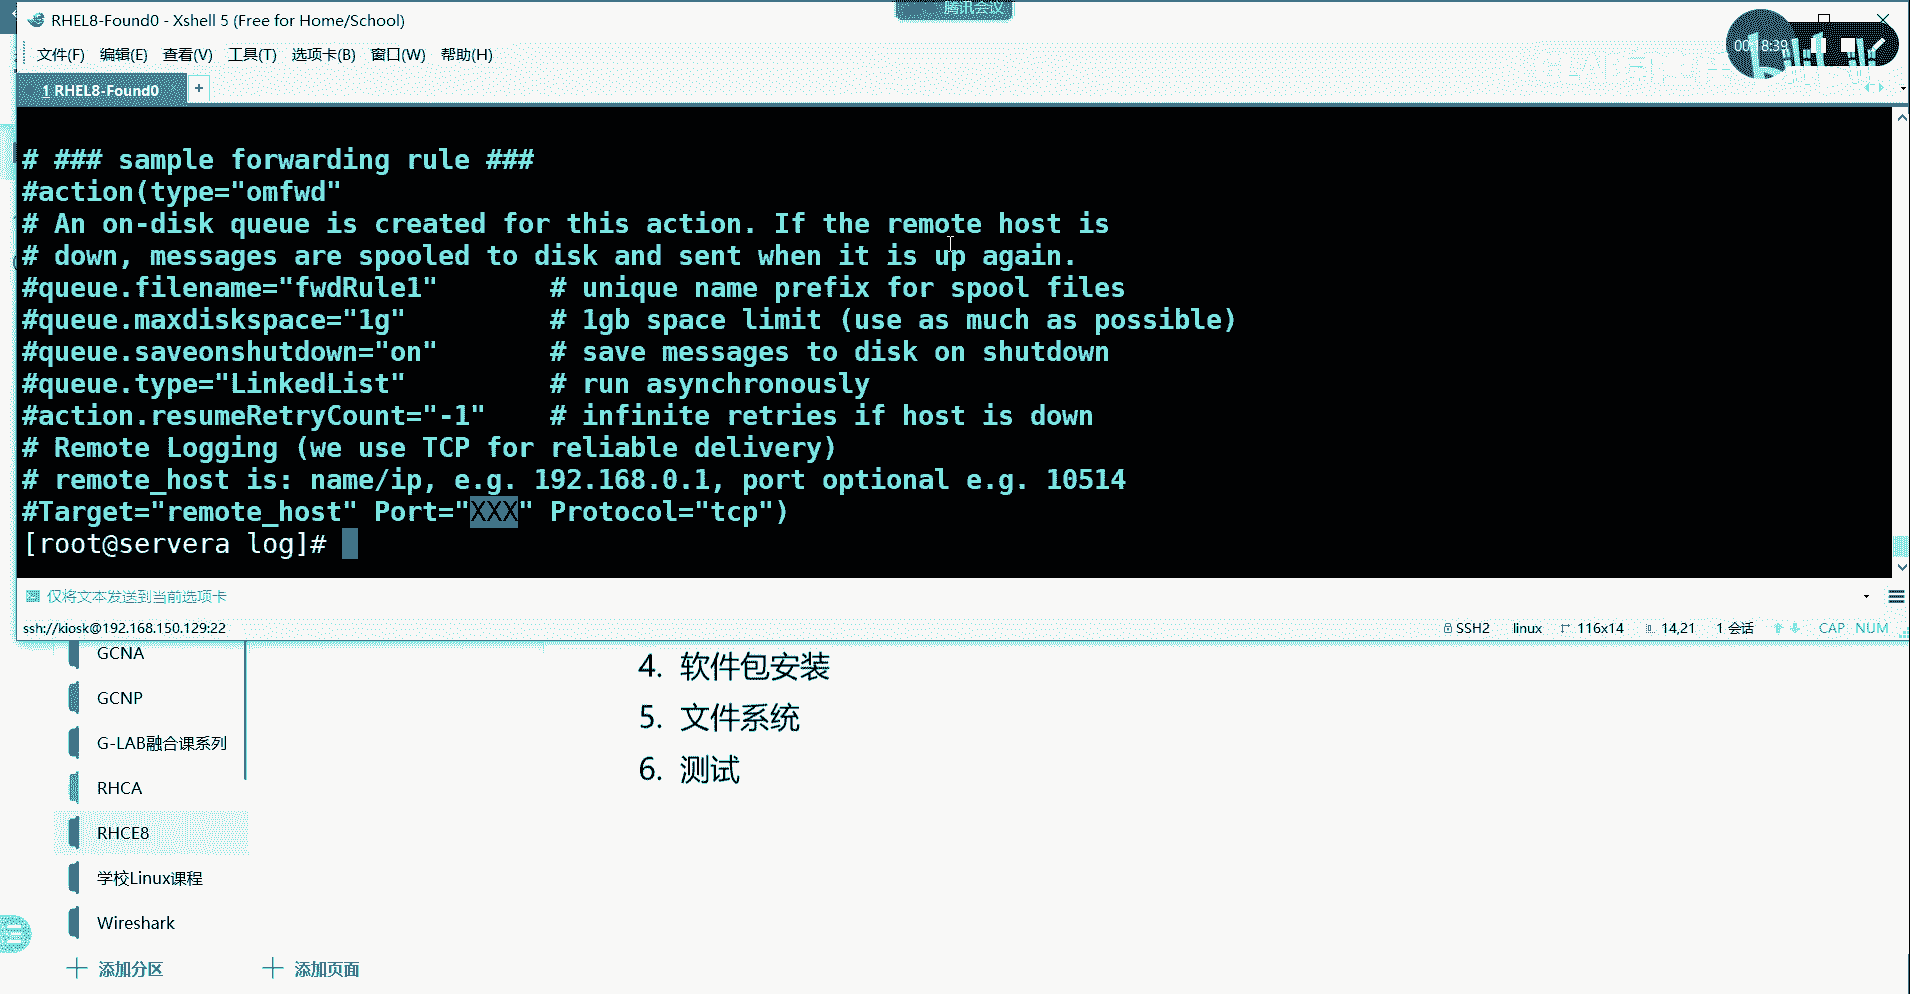 腾讯会议
RHEL8-Found0 - Xshell 5 (Free for Home/School)
文件(F) 编辑(E) 查看(V) 工具(T) 选项卡(B) 窗口(W) 帮助(H)
1 RHEL8-Found0 +
# ### sample forwarding rule ###
#action(type="omfwd"
# An on-disk queue is created for this action. If the remote host is
# down, messages are spooled to disk and sent when it is up again.
#queue.filename="fwdRule1"       # unique name prefix for spool files
#queue.maxdiskspace="1g"         # 1gb space limit (use as much as possible)
#queue.saveonshutdown="on"       # save messages to disk on shutdown
#queue.type="LinkedList"         # run asynchronously
#action.resumeRetryCount="-1"    # infinite retries if host is down
# Remote Logging (we use TCP for reliable delivery)
# remote_host is: name/ip, e.g. 192.168.0.1, port optional e.g. 10514
#Target="remote_host" Port="XXX" Protocol="tcp")
[root@servera log]#
仅将文本发送到当前选项卡
ssh://kiosk@192.168.150.129:22 SSH2 linux 116x14 14,21 1 会话 CAP NUM
GCNA
GCNP
G-LAB融合课系列
RHCA
RHCE8
学校Linux课程
Wireshark
添加分区 添加页面
4. 软件包安装
5. 文件系统
6. 测试